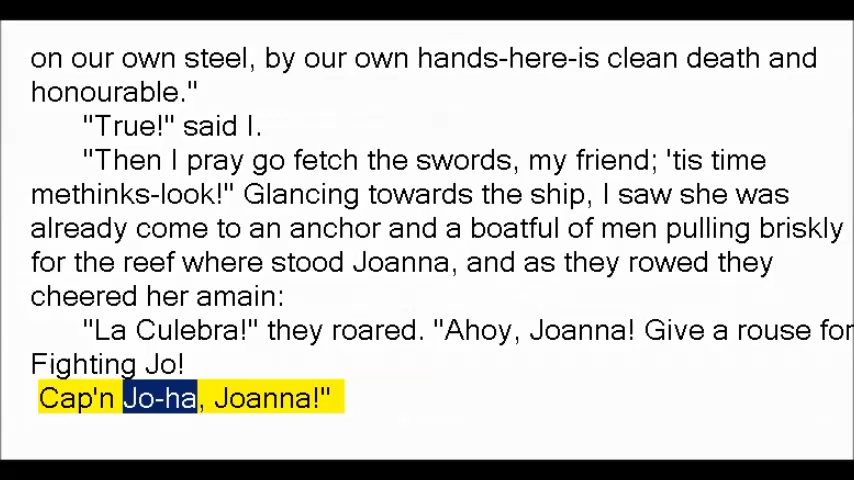 on our own steel, by our own hands-here-is clean death and
honourable."
"True!" said I.
"Then I pray go fetch the swords, my friend; 'tis time
methinks-look!" Glancing towards the ship, I saw she was
already come to an anchor and a boatful of men pulling briskly
for the reef where stood Joanna, and as they rowed they
cheered her amain:
"La Culebra!" they roared. "Ahoy, Joanna! Give a rouse for
Fighting Jo!
Cap'n Jo-ha, Joanna!"